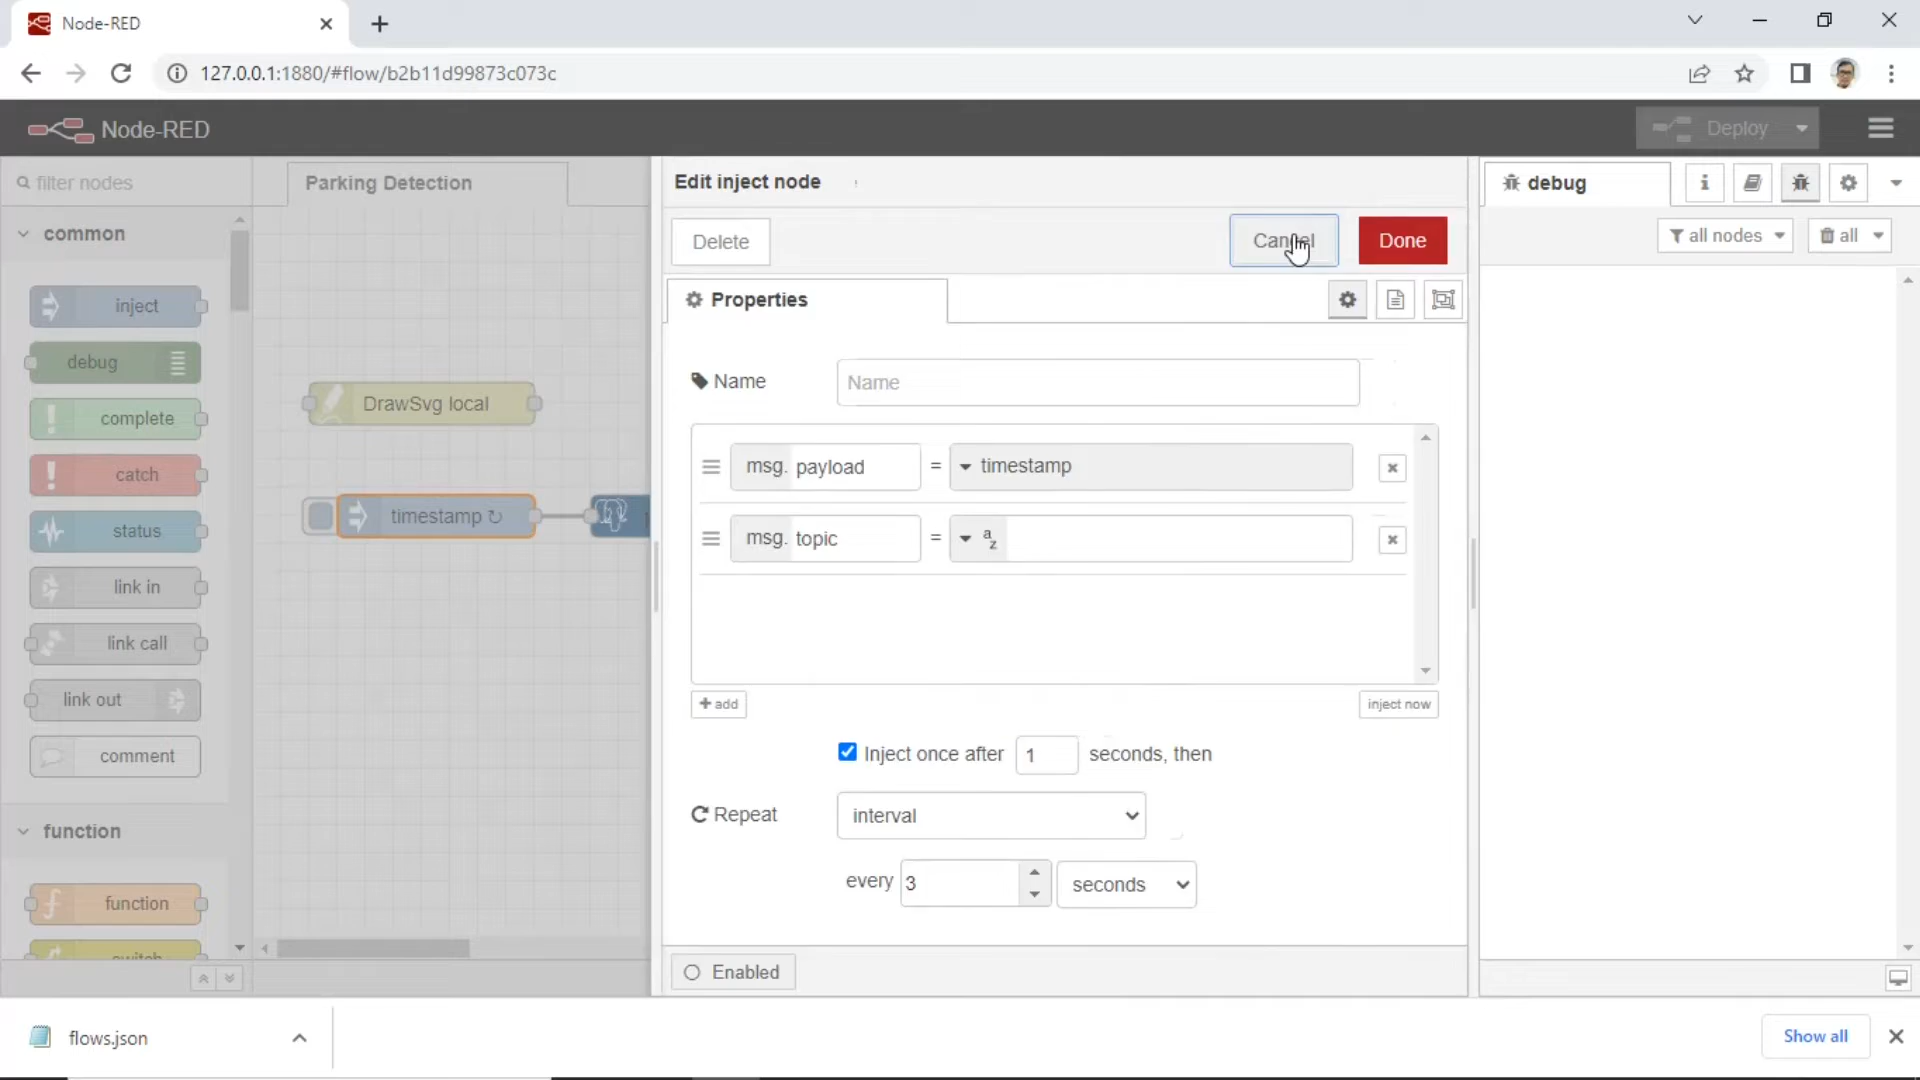 Node-RED
127.0.0.1:1880/#flow/b2b11d99873c073c
Node-RED
Deploy
filter nodes
Parking Detection
Edit inject node
debug
Delete
Cancel
Done
all nodes
all
common
inject
debug
complete
catch
status
link in
link call
link out
comment
function
function
switch
DrawSvg local
timestamp ↻
Properties
Name
Name
msg. payload = timestamp
msg. topic = a z
add
inject now
Inject once after 1 seconds, then
Repeat
interval
every 3 seconds
Enabled
flows.json
Show all